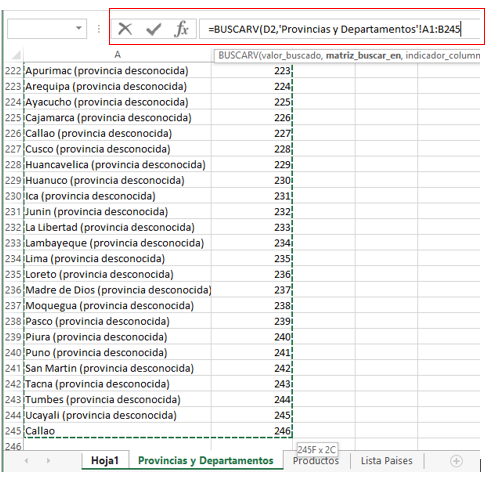 fx =BUSCARV(D2,'Provincias y Departamentos'!A1:B245
A BUSCARV(valor_buscado, matriz_buscar_en, indicador_column
222 Apurimac (provincia desconocida) 223
223 Arequipa (provincia desconocida) 224
224 Ayacucho (provincia desconocida) 225
225 Cajamarca (provincia desconocida) 226
226 Callao (provincia desconocida) 227
227 Cusco (provincia desconocida) 228
228 Huancavelica (provincia desconocida) 229
229 Huanuco (provincia desconocida) 230
230 Ica (provincia desconocida) 231
231 Junin (provincia desconocida) 232
232 La Libertad (provincia desconocida) 233
233 Lambayeque (provincia desconocida) 234
234 Lima (provincia desconocida) 235
235 Loreto (provincia desconocida) 236
236 Madre de Dios (provincia desconocida) 237
237 Moquegua (provincia desconocida) 238
238 Pasco (provincia desconocida) 239
239 Piura (provincia desconocida) 240
240 Puno (provincia desconocida) 241
241 San Martin (provincia desconocida) 242
242 Tacna (provincia desconocida) 243
243 Tumbes (provincia desconocida) 244
244 Ucayali (provincia desconocida) 245
245 Callao 246
246
245F x 2C
Hoja1 Provincias y Departamentos Productos Lista Paises